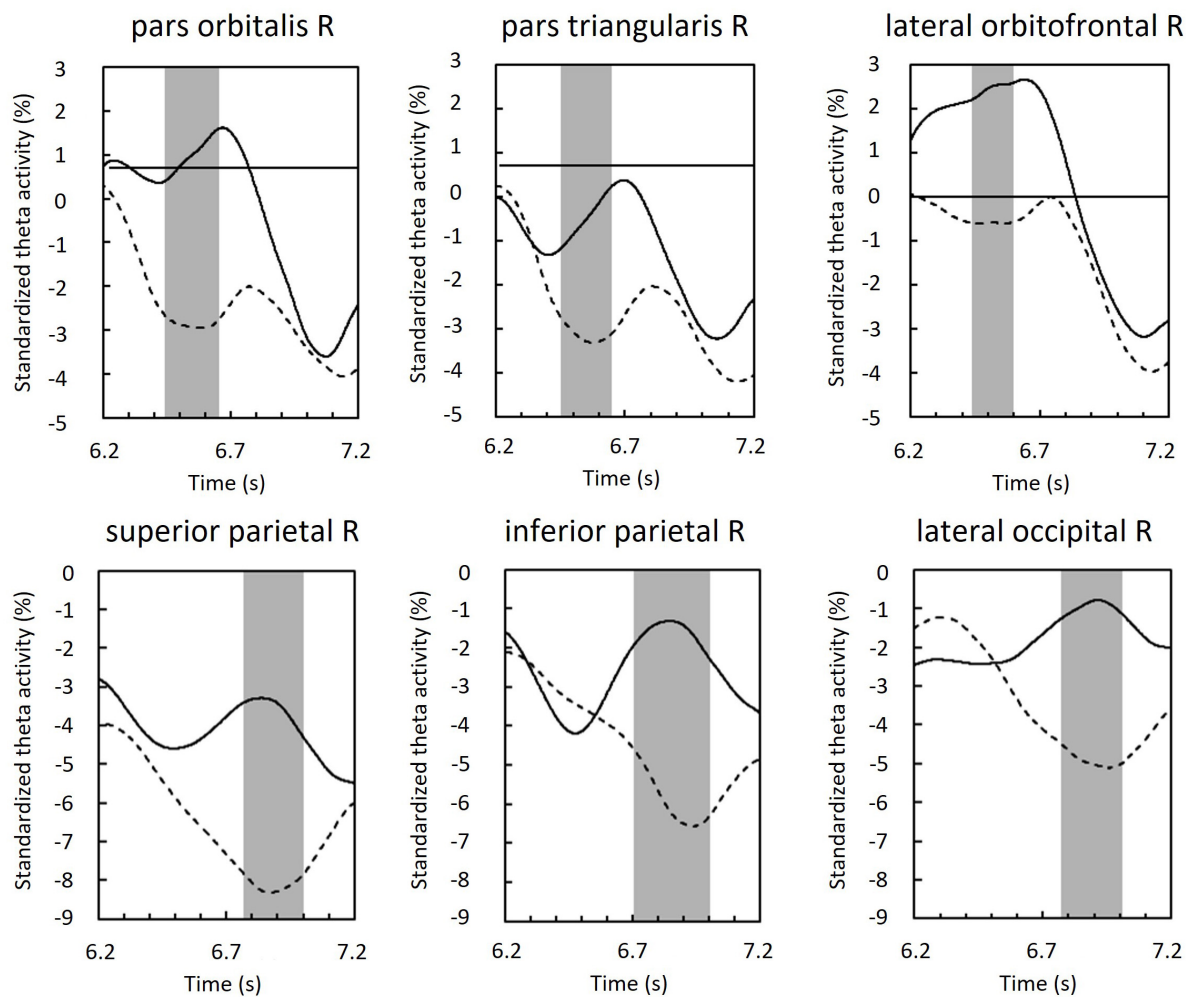 pars orbitalis R
Standardized theta activity (%)
3
2
1
0
-1
-2
-3
-4
-5
6.2 6.7 7.2
Time (s)
pars triangularis R
Standardized theta activity (%)
3
2
1
0
-1
-2
-3
-4
-5
6.2 6.7 7.2
Time (s)
lateral orbitofrontal R
Standardized theta activity (%)
3
2
1
0
-1
-2
-3
-4
-5
6.2 6.7 7.2
Time (s)
superior parietal R
Standardized theta activity (%)
0
-1
-2
-3
-4
-5
-6
-7
-8
-9
6.2 6.7 7.2
Time (s)
inferior parietal R
Standardized theta activity (%)
0
-1
-2
-3
-4
-5
-6
-7
-8
-9
6.2 6.7 7.2
Time (s)
lateral occipital R
Standardized theta activity (%)
0
-1
-2
-3
-4
-5
-6
-7
-8
-9
6.2 6.7 7.2
Time (s)